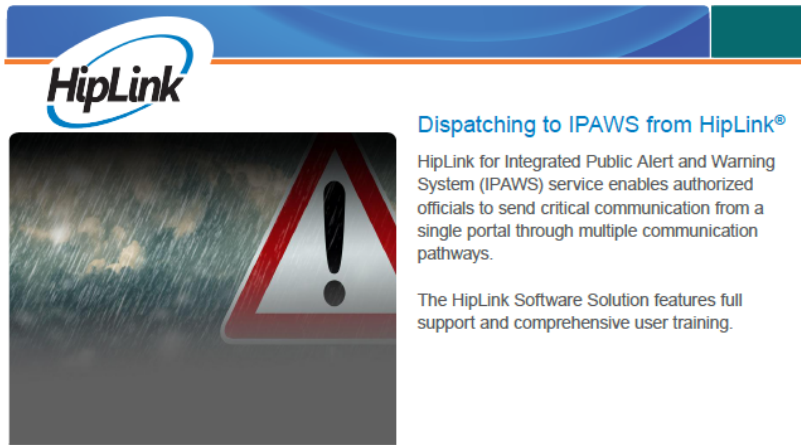 HipLink
Dispatching to IPAWS from HipLink®
HipLink for Integrated Public Alert and Warning
System (IPAWS) service enables authorized
officials to send critical communication from a
single portal through multiple communication
pathways.
The HipLink Software Solution features full
support and comprehensive user training.